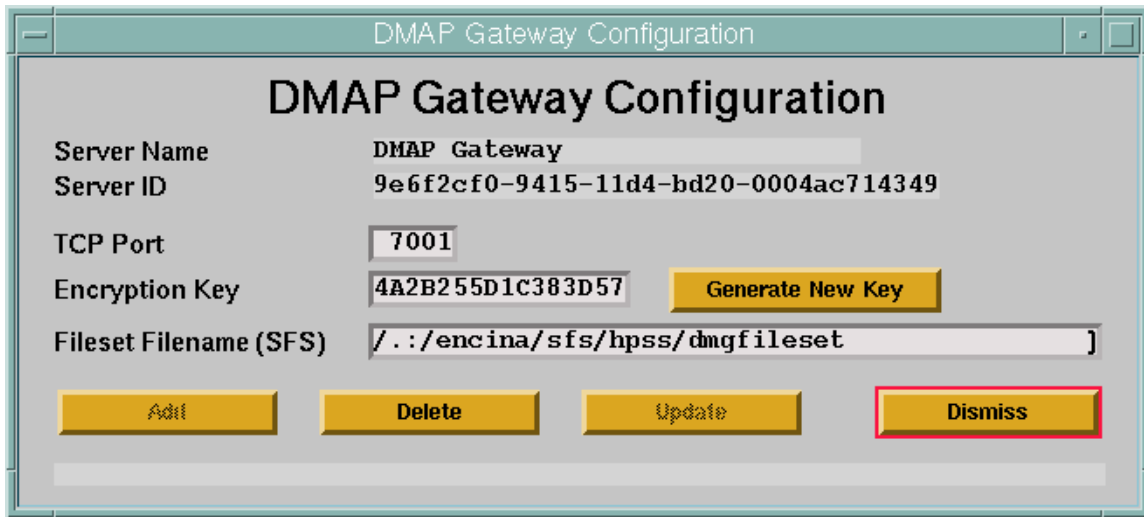 DMAP Gateway Configuration
DMAP Gateway Configuration
Server Name DMAP Gateway
Server ID 9e6f2cf0-9415-11d4-bd20-0004ac714349
TCP Port 7001
Encryption Key 4A2B255D1C383D57 Generate New Key
Fileset Filename (SFS) /.:/encina/sfs/hpss/dmgfileset ]
Add Delete Update Dismiss